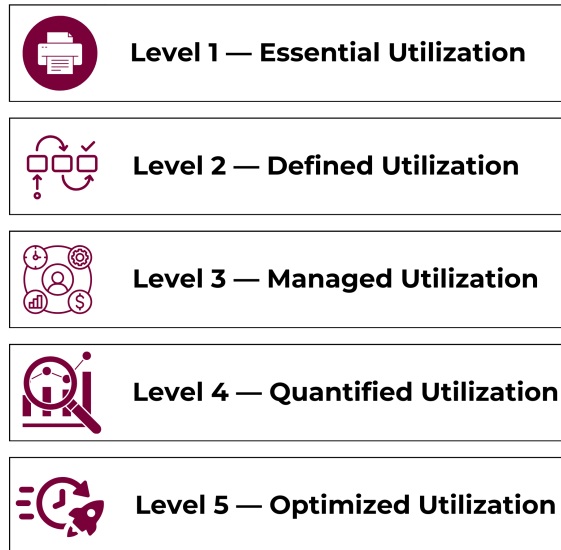 Level 1 — Essential Utilization
Level 2 — Defined Utilization
Level 3 — Managed Utilization
Level 4 — Quantified Utilization
Level 5 — Optimized Utilization